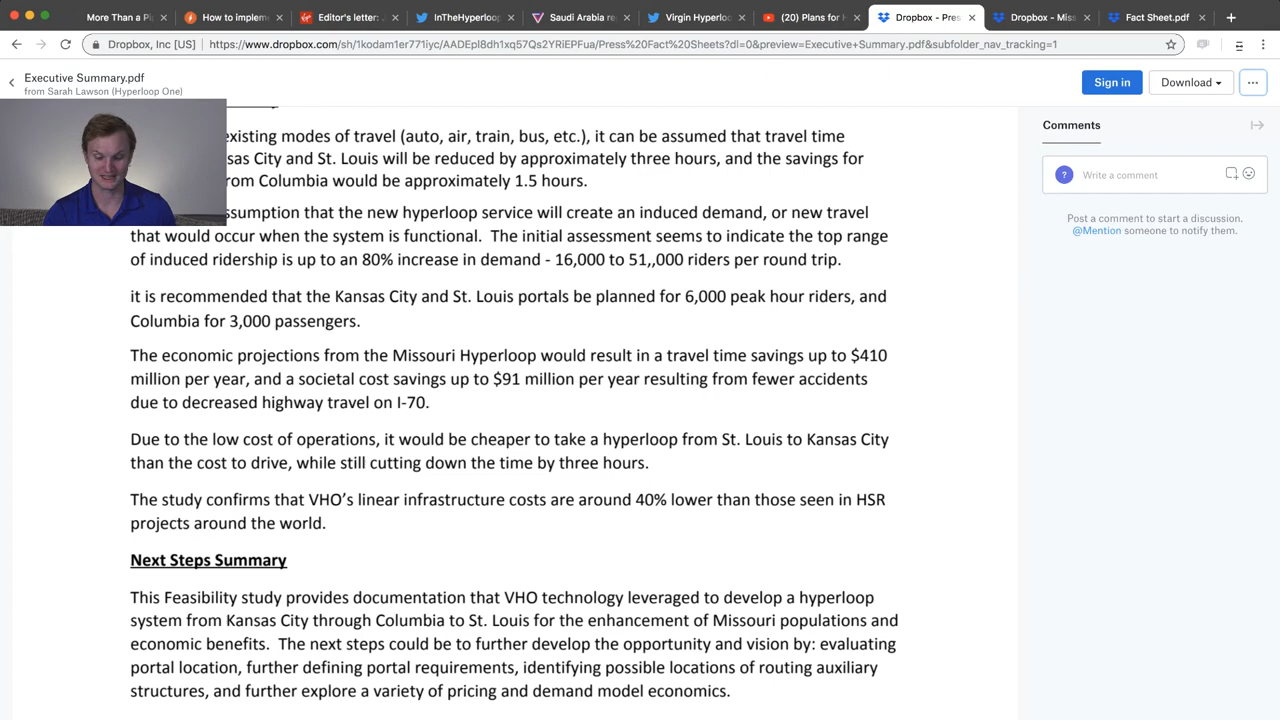 More Than a Pi
How to implem
Editor's letter:
InTheHyperloop
Saudi Arabia re
Virgin Hyperlo
(20) Plans for H
Dropbox - Pres
Dropbox - Miss
Fact Sheet.pdf
Dropbox, Inc [US] | https://www.dropbox.com/sh/1kodam1er771iyc/AADEpl8dh1xq57Qs2YRiEPFua/Press%20Fact%20Sheets?dl=0&preview=Executive+Summary.pdf&subfolder_nav_tracking=1
Executive Summary.pdf
from Sarah Lawson (Hyperloop One)
Sign in
Download
Comments
Write a comment
Post a comment to start a discussion.
@Mention someone to notify them.
existing modes of travel (auto, air, train, bus, etc.), it can be assumed that travel time
sas City and St. Louis will be reduced by approximately three hours, and the savings for
rom Columbia would be approximately 1.5 hours.
ssumption that the new hyperloop service will create an induced demand, or new travel
that would occur when the system is functional. The initial assessment seems to indicate the top range
of induced ridership is up to an 80% increase in demand - 16,000 to 51,,000 riders per round trip.
it is recommended that the Kansas City and St. Louis portals be planned for 6,000 peak hour riders, and
Columbia for 3,000 passengers.
The economic projections from the Missouri Hyperloop would result in a travel time savings up to $410
million per year, and a societal cost savings up to $91 million per year resulting from fewer accidents
due to decreased highway travel on I-70.
Due to the low cost of operations, it would be cheaper to take a hyperloop from St. Louis to Kansas City
than the cost to drive, while still cutting down the time by three hours.
The study confirms that VHO's linear infrastructure costs are around 40% lower than those seen in HSR
projects around the world.
Next Steps Summary
This Feasibility study provides documentation that VHO technology leveraged to develop a hyperloop
system from Kansas City through Columbia to St. Louis for the enhancement of Missouri populations and
economic benefits. The next steps could be to further develop the opportunity and vision by: evaluating
portal location, further defining portal requirements, identifying possible locations of routing auxiliary
structures, and further explore a variety of pricing and demand model economics.